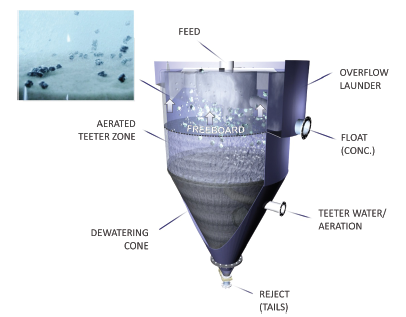 FEED
OVERFLOW
LAUNDER
AERATED
TEETER ZONE
FREEBOARD
FLOAT
(CONC.)
TEETER WATER/
AERATION
DEWATERING
CONE
REJECT
(TAILS)